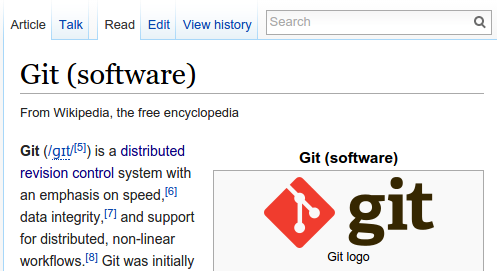 Article Talk Read Edit View history Search
Git (software)
From Wikipedia, the free encyclopedia
Git (/ɡɪt/[5]) is a distributed
revision control system with
an emphasis on speed,[6]
data integrity,[7] and support
for distributed, non-linear
workflows.[8] Git was initially
Git (software)
git
Git logo